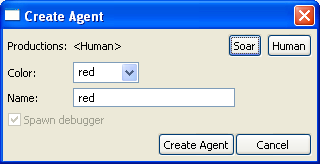 Create Agent
Productions: <Human> Soar Human
Color: red
Name: red
Spawn debugger
Create Agent Cancel